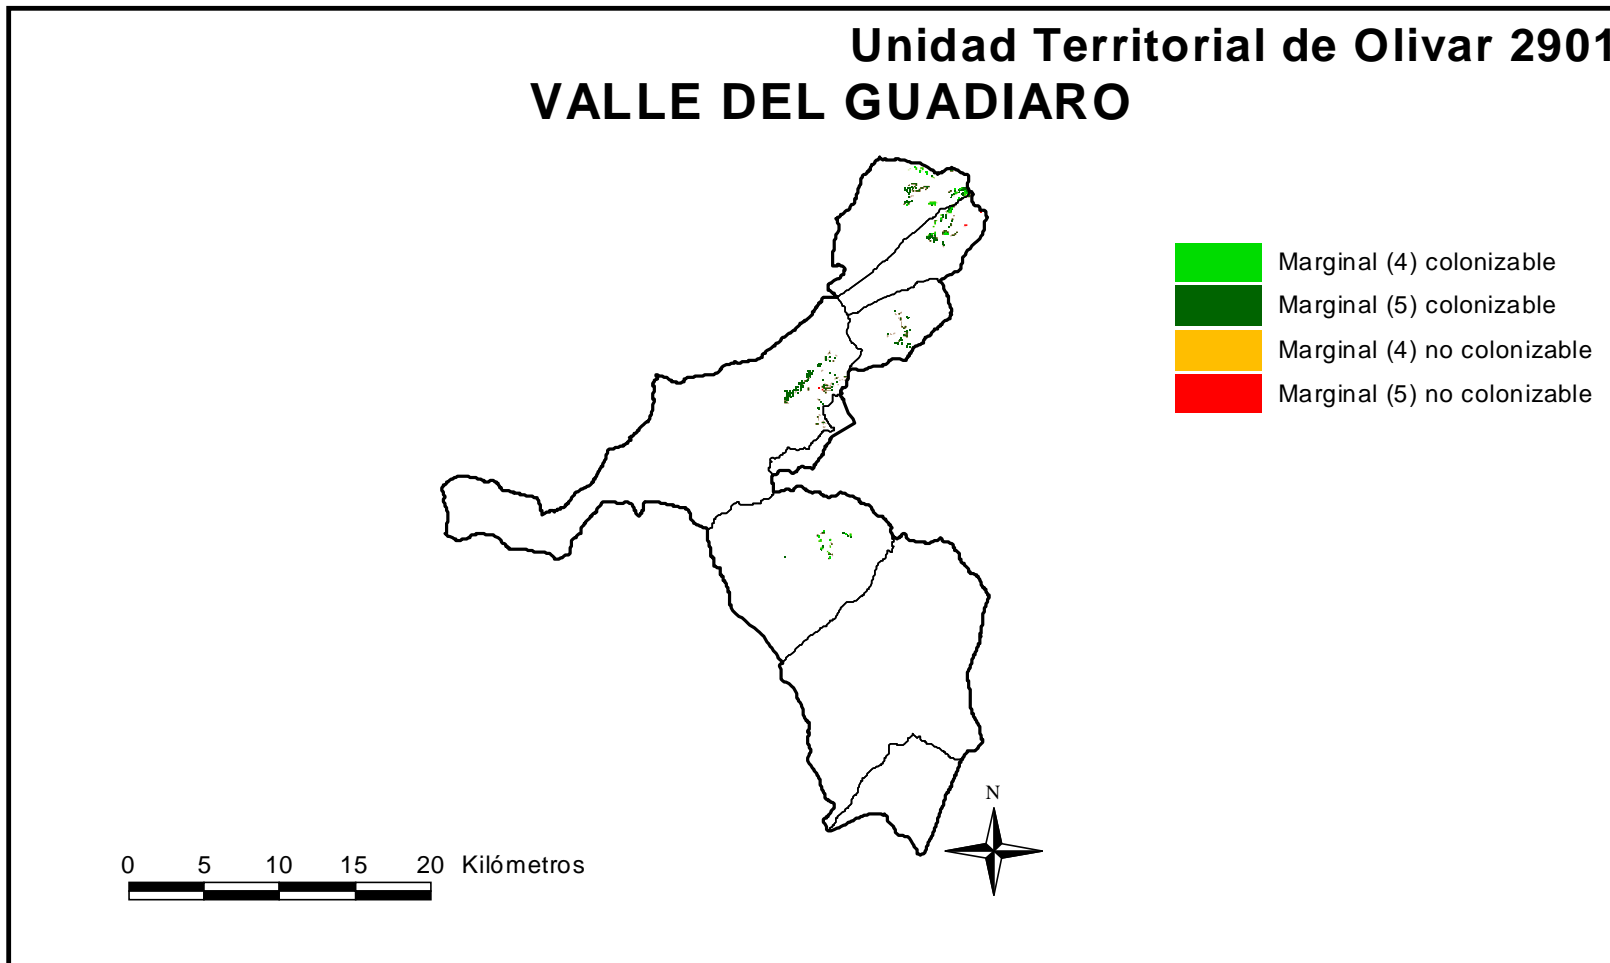 Unidad Territorial de Olivar 2901
VALLE DEL GUADIARO
Marginal (4) colonizable
Marginal (5) colonizable
Marginal (4) no colonizable
Marginal (5) no colonizable
N
0 5 10 15 20 Kilómetros